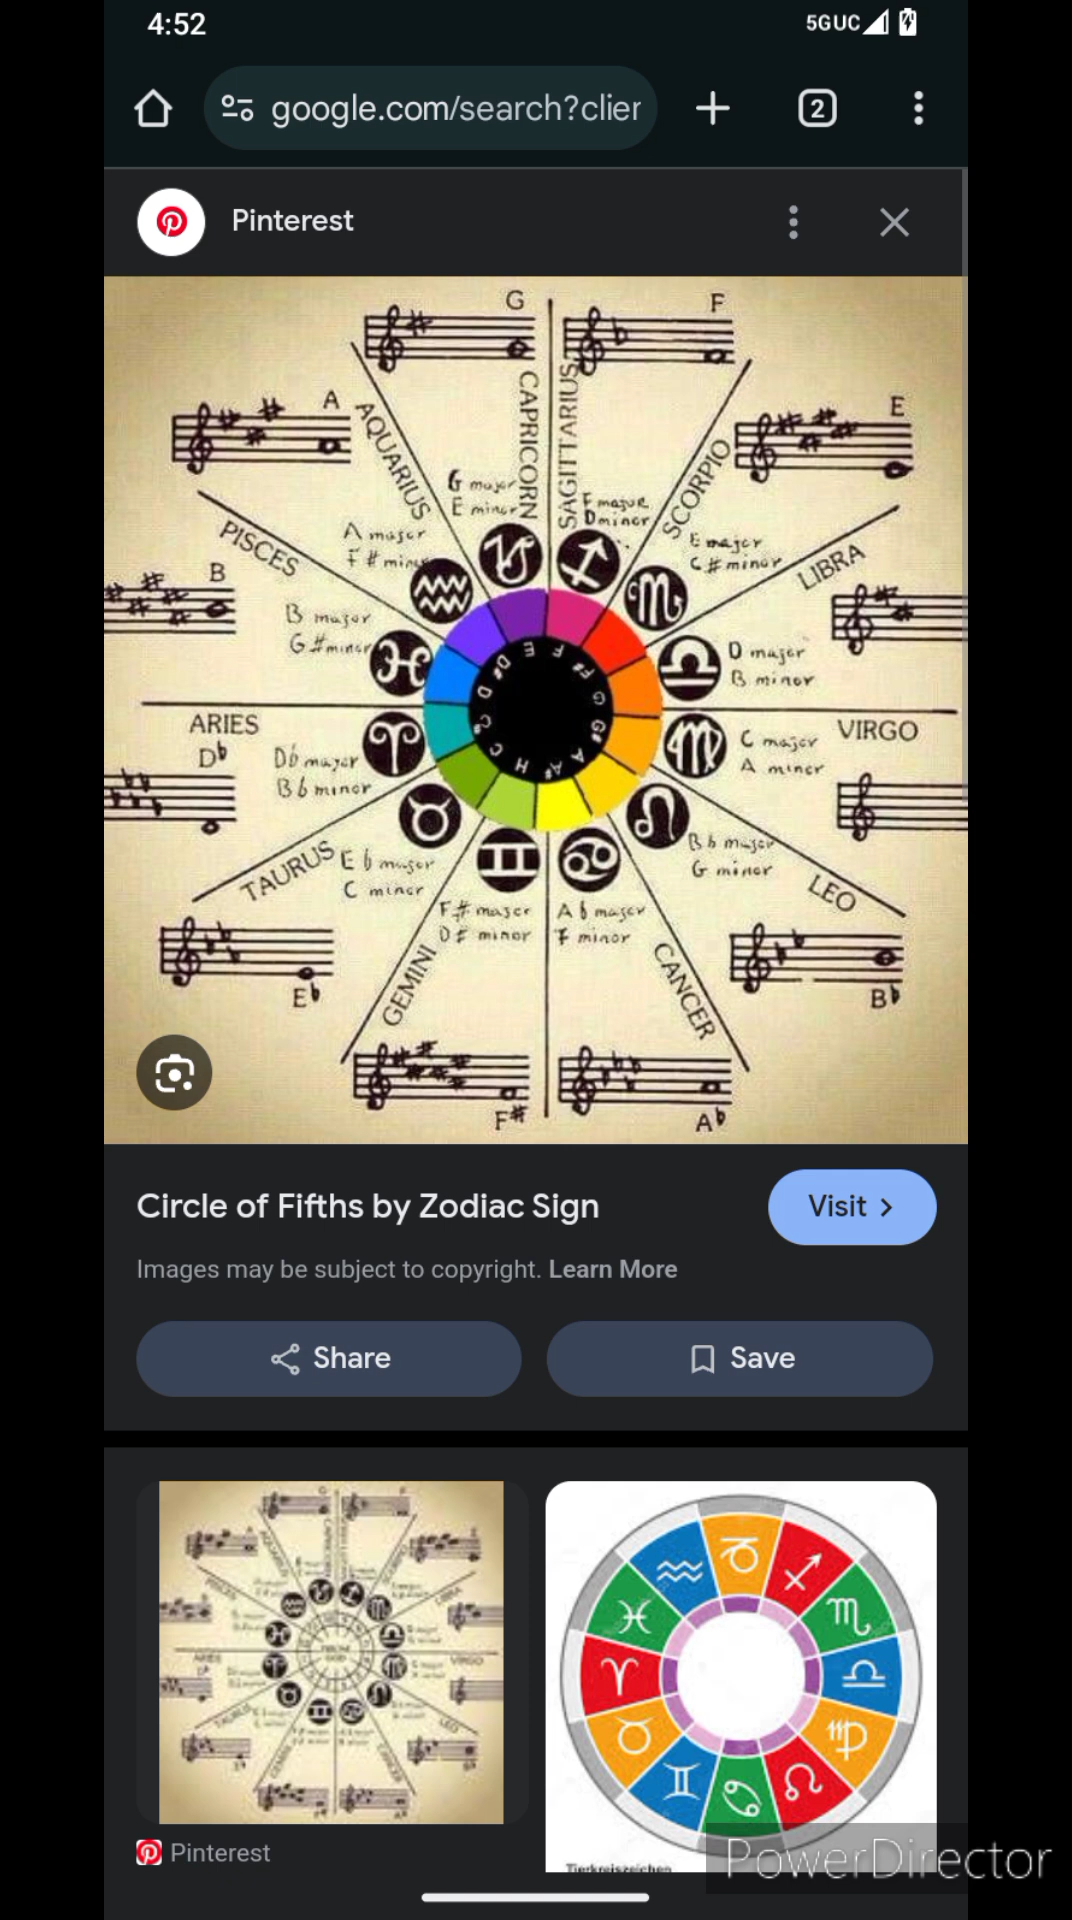 4:52
5GUC
google.com/search?clier
2
Pinterest
G
F
A
E
CAPRICORN
SAGITTARIUS
AQUARIUS
SCORPIO
G major
E minor
F major
D minor
A major
F # minor
E major
C # minor
PISCES
LIBRA
B
B major
G # minor
D major
B minor
E
F
F#
G
G#
A
A#
H
C
C#
D
D#
ARIES
VIRGO
Db
Db major
Bb minor
C major
A minor
TAURUS
Eb major
C minor
Bb major
G minor
LEO
F# major
D# minor
Ab major
F minor
GEMINI
CANCER
Eb
Bb
F#
Ab
Circle of Fifths by Zodiac Sign
Visit >
Images may be subject to copyright. Learn More
Share
Save
Pinterest
Tierkreiszeichen
PowerDirector